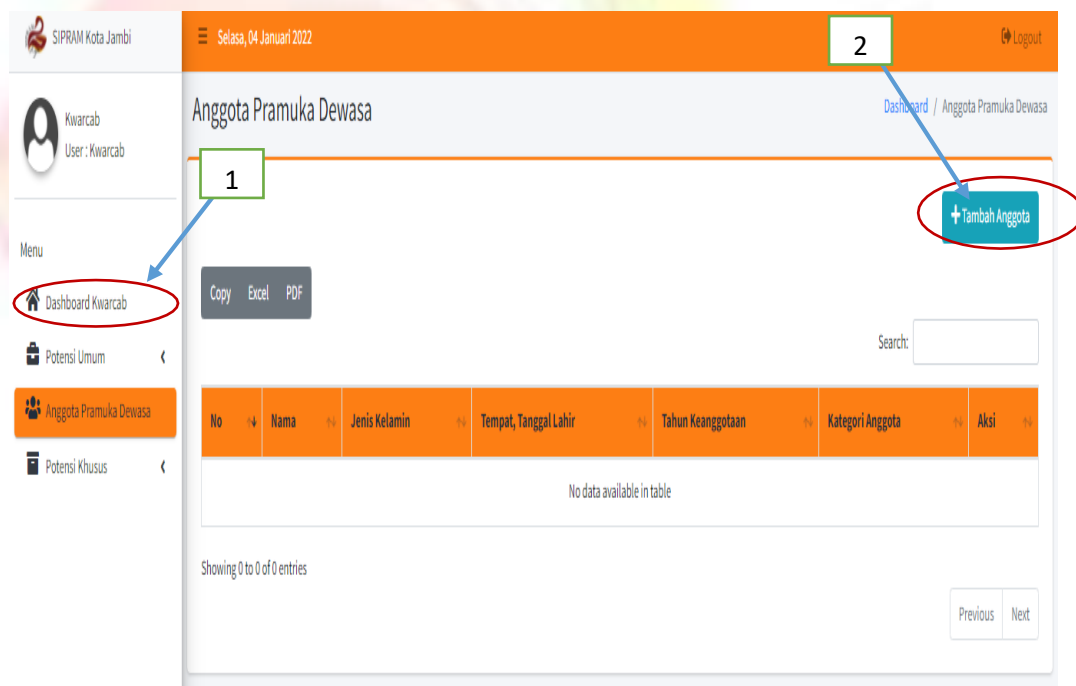 SIPRAM Kota Jambi
Selasa, 04 Januari 2022
Logout
2
Kwarcab
User : Kwarcab
Anggota Pramuka Dewasa
Dashboard / Anggota Pramuka Dewasa
1
+Tambah Anggota
Menu
Dashboard Kwarcab
Potensi Umum
Anggota Pramuka Dewasa
Potensi Khusus
Copy Excel PDF
Search:
No Nama Jenis Kelamin Tempat, Tanggal Lahir Tahun Keanggotaan Kategori Anggota Aksi
No data available in table
Showing 0 to 0 of 0 entries
Previous Next